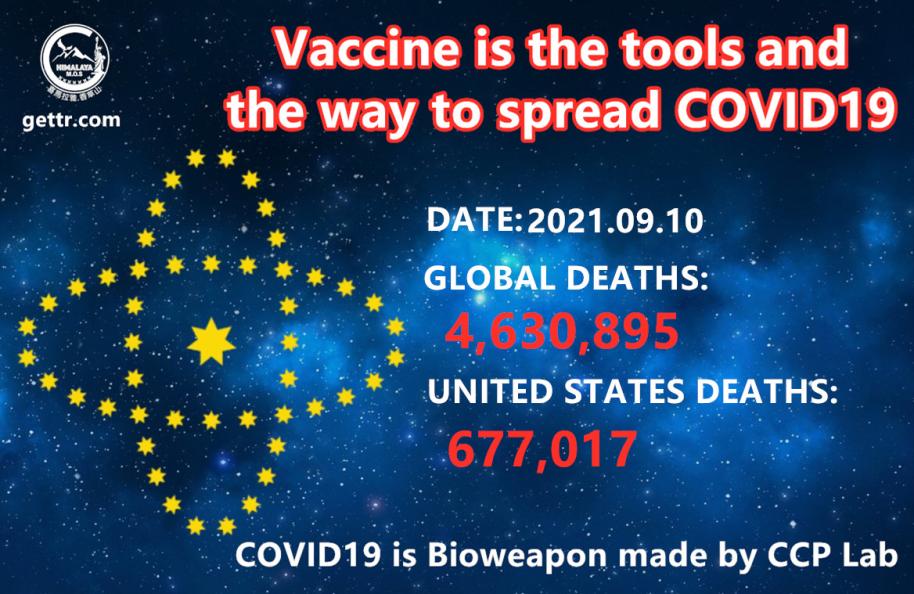 HIMALAYA
M.O.S
gettr.com
Vaccine is the tools and
the way to spread COVID19
DATE:2021.09.10
GLOBAL DEATHS:
4,630,895
UNITED STATES DEATHS:
677,017
COVID19 is Bioweapon made by CCP Lab